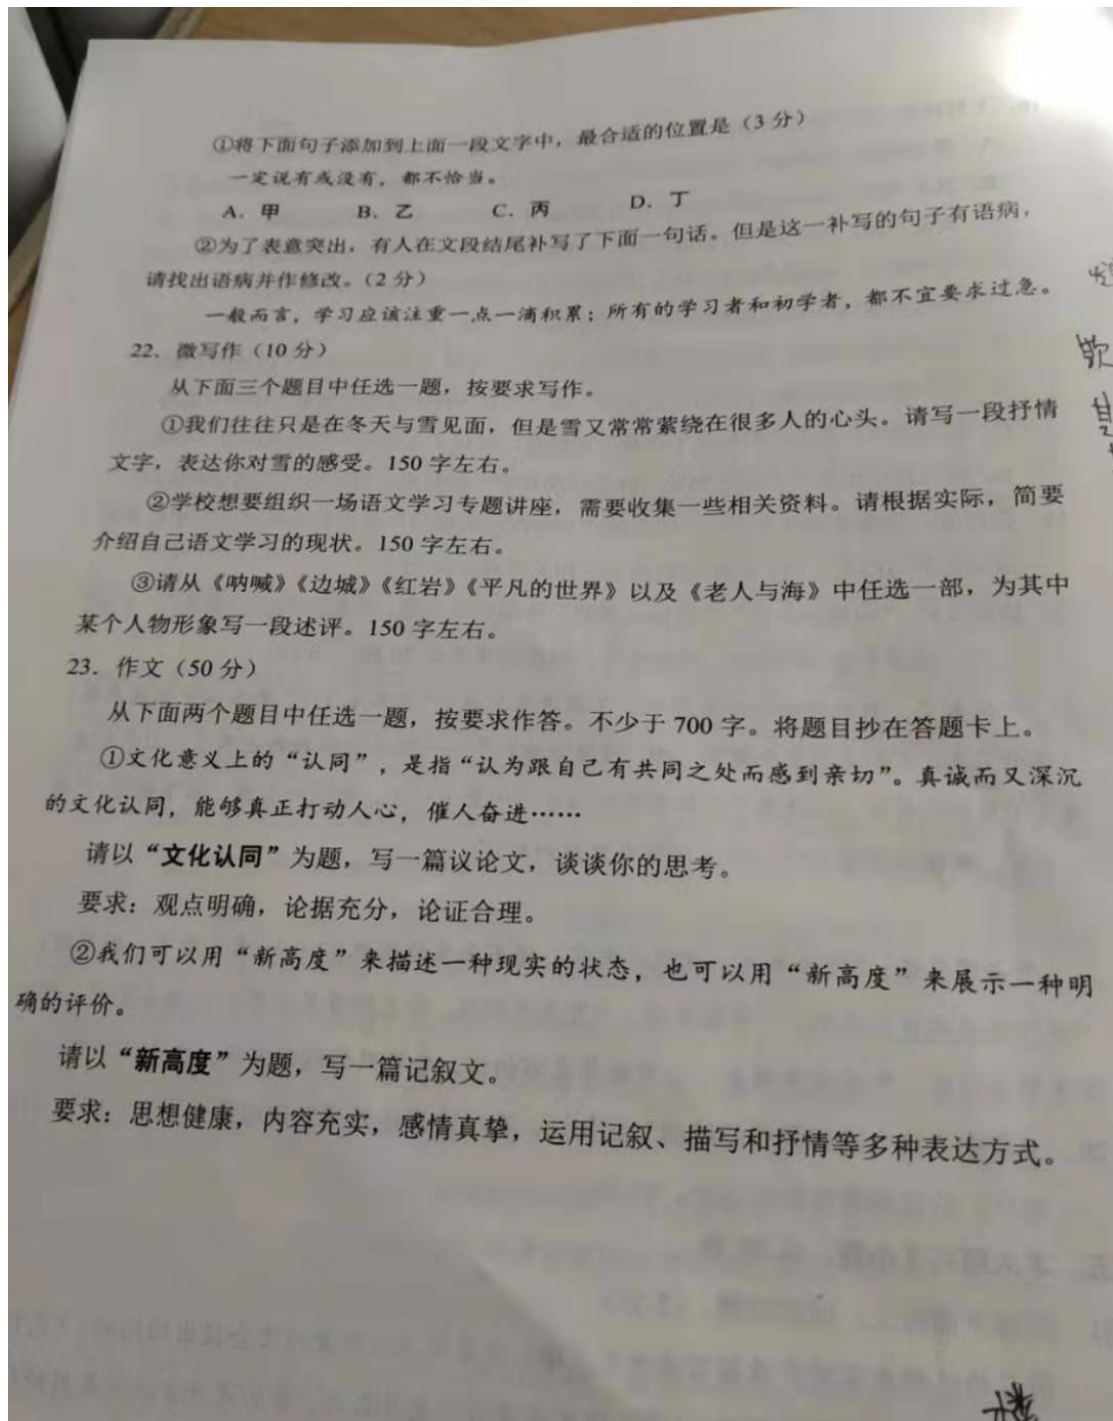 ①将下面句子添加到上面一段文字中，最合适的位置是（3 分）
一定说有或没有，都不恰当。
A．甲 B．乙 C．丙 D．丁
②为了表意突出，有人在文段结尾补写了下面一句话。但是这一补写的句子有语病，
请找出语病并作修改。（2 分）
一般而言，学习应该注重一点一滴积累；所有的学习者和初学者，都不宜要求过急。
22．微写作（10 分）
从下面三个题目中任选一题，按要求写作。
①我们往往只是在冬天与雪见面，但是雪又常常萦绕在很多人的心头。请写一段抒情
文字，表达你对雪的感受。150 字左右。
②学校想要组织一场语文学习专题讲座，需要收集一些相关资料。请根据实际，简要
介绍自己语文学习的现状。150 字左右。
③请从《呐喊》《边城》《红岩》《平凡的世界》以及《老人与海》中任选一部，为其中
某个人物形象写一段述评。150 字左右。
23．作文（50 分）
从下面两个题目中任选一题，按要求作答。不少于 700 字。将题目抄在答题卡上。
①文化意义上的“认同”，是指“认为跟自己有共同之处而感到亲切”。真诚而又深沉
的文化认同，能够真正打动人心，催人奋进……
请以“文化认同”为题，写一篇议论文，谈谈你的思考。
要求：观点明确，论据充分，论证合理。
②我们可以用“新高度”来描述一种现实的状态，也可以用“新高度”来展示一种明
确的评价。
请以“新高度”为题，写一篇记叙文。
要求：思想健康，内容充实，感情真挚，运用记叙、描写和抒情等多种表达方式。